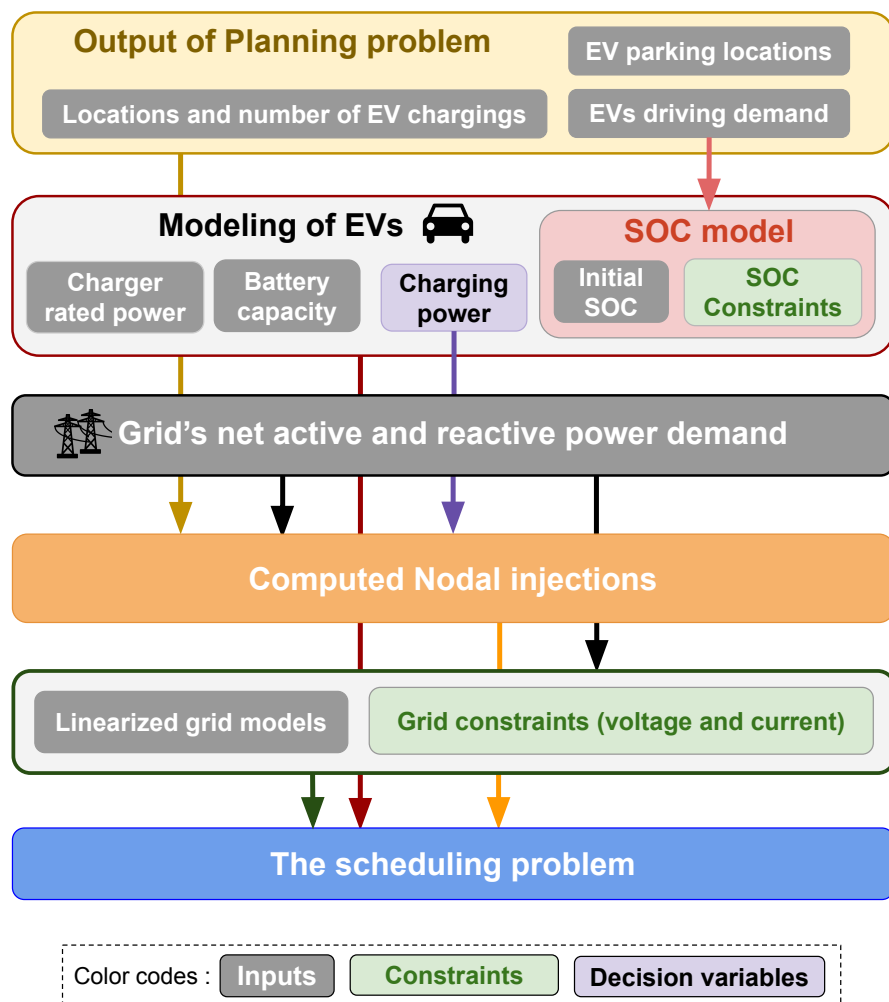 Output of Planning problem
EV parking locations
Locations and number of EV chargings
EVs driving demand
Modeling of EVs
SOC model
Charger
rated power
Battery
capacity
Charging
power
Initial
SOC
SOC
Constraints
Grid's net active and reactive power demand
Computed Nodal injections
Linearized grid models
Grid constraints (voltage and current)
The scheduling problem
Color codes : Inputs Constraints Decision variables